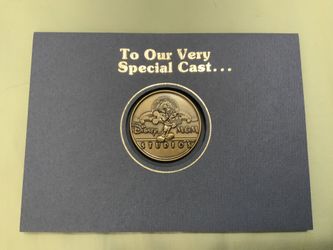 To Our Very
Special Cast...
Disney MGM
STUDIOS